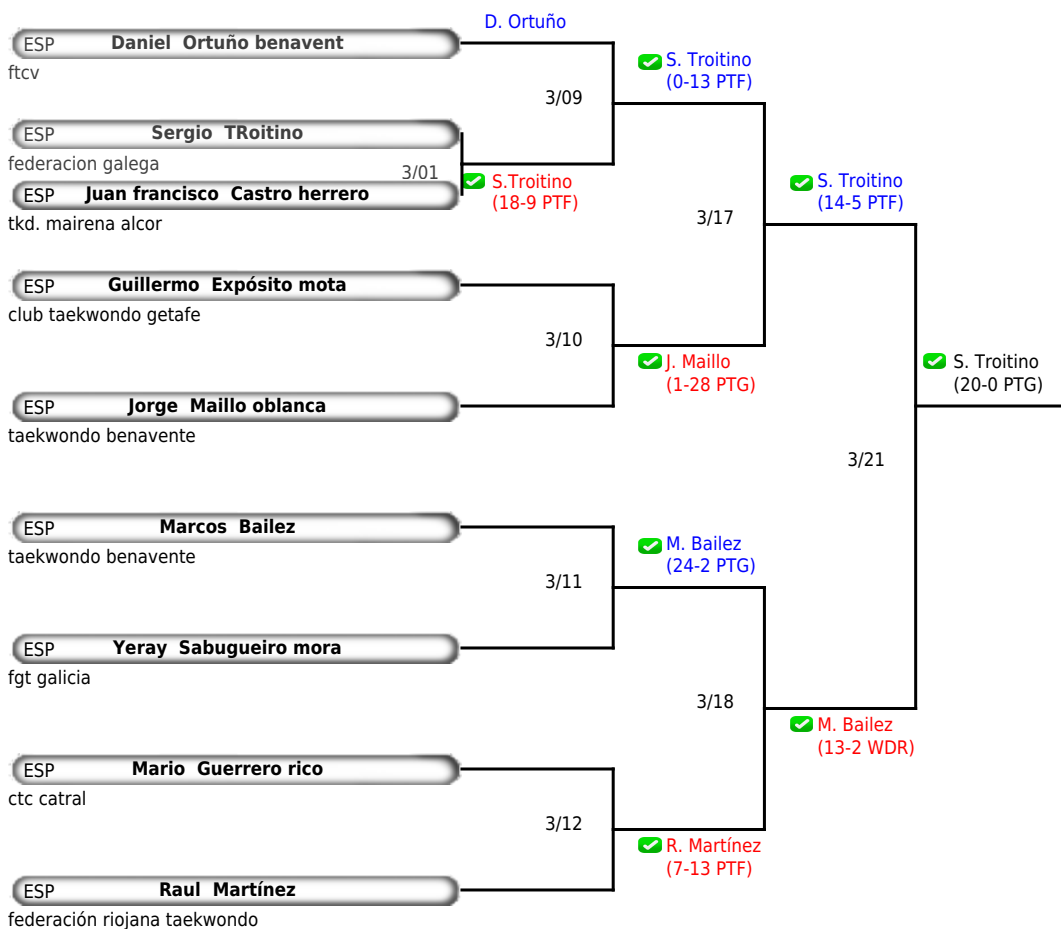 D. Ortuño
ESP Daniel Ortuño benavent
ftcv
S. Troitino
(0-13 PTF)
3/09
ESP Sergio TRoitino
federacion galega
3/01
S.Troitino
(18-9 PTF)
ESP Juan francisco Castro herrero
tkd. mairena alcor
S. Troitino
(14-5 PTF)
3/17
ESP Guillermo Expósito mota
club taekwondo getafe
3/10
J. Maillo
(1-28 PTG)
S. Troitino
(20-0 PTG)
ESP Jorge Maillo oblanca
taekwondo benavente
3/21
ESP Marcos Bailez
taekwondo benavente
M. Bailez
(24-2 PTG)
3/11
ESP Yeray Sabugueiro mora
fgt galicia
3/18
M. Bailez
(13-2 WDR)
ESP Mario Guerrero rico
ctc catral
3/12
R. Martínez
(7-13 PTF)
ESP Raul Martínez
federación riojana taekwondo